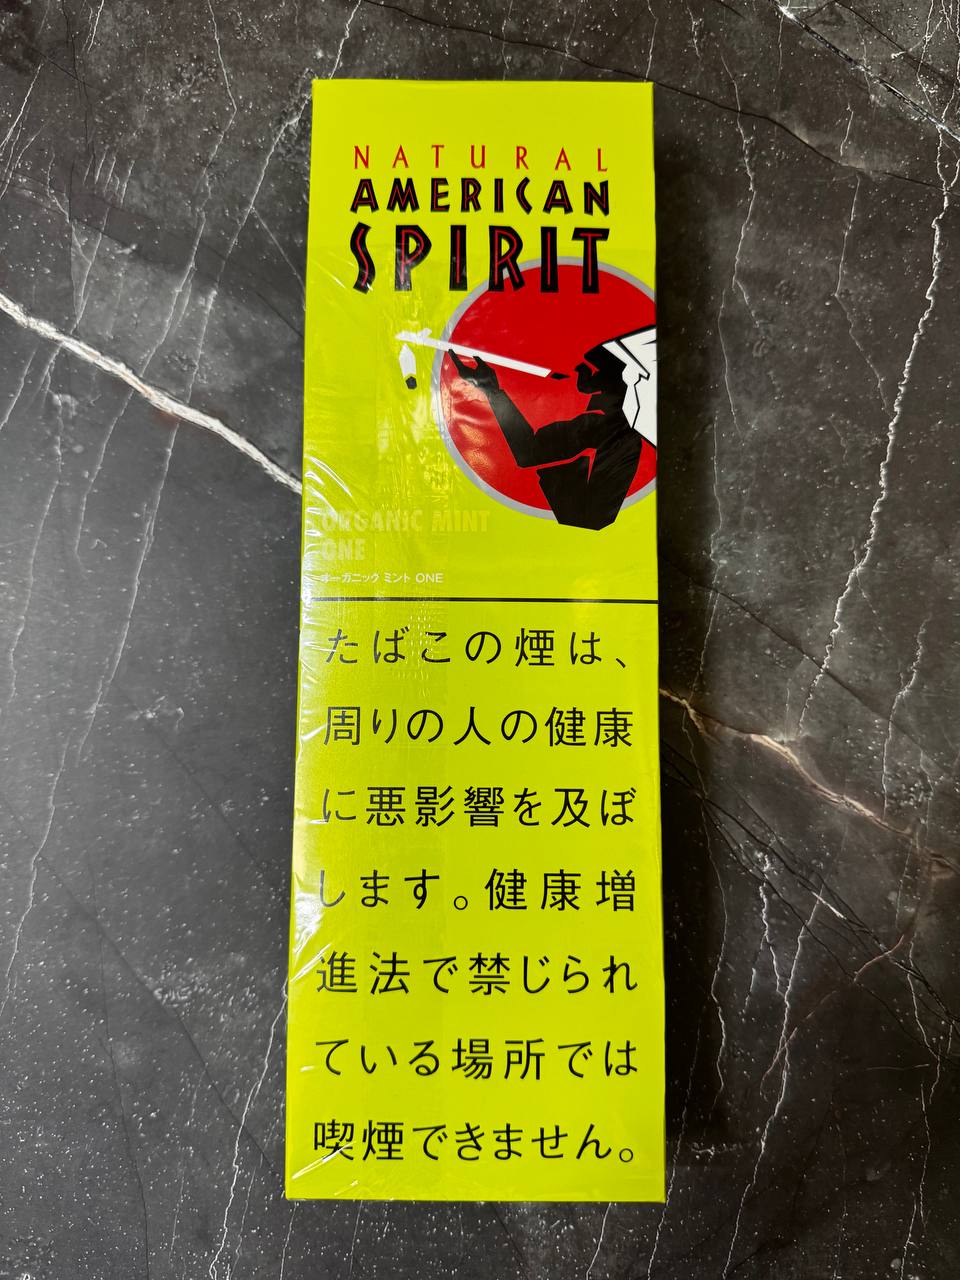 NATURAL
AMERICAN
SPIRIT
ORGANIC MINT
ONE
オーガニック ミント ONE
たばこの煙は、
周りの人の健康
に悪影響を及ぼ
します。健康増
進法で禁じられ
ている場所では
喫煙できません。